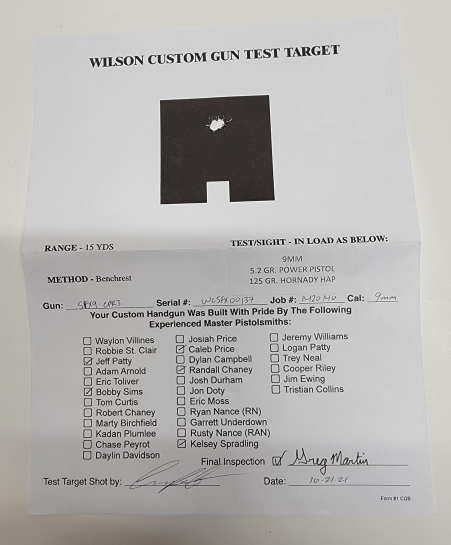 WILSON CUSTOM GUN TEST TARGET
RANGE - 15 YDS
TEST/SIGHT - IN LOAD AS BELOW:
9MM
5.2 GR. POWER PISTOL
125 GR. HORNADY HAP
METHOD - Benchrest
Gun: Serial #: Job #: Cal: 9mm
Your Custom Handgun Was Built With Pride By The Following
Experienced Master Pistolsmiths:
Waylon Villines
Robbie St. Clair
Jeff Patty
Adam Arnold
Eric Toliver
Bobby Sims
Tom Curtis
Robert Chaney
Marty Birchfield
Kadan Plumlee
Chase Peyrot
Daylin Davidson
Josiah Price
Caleb Price
Dylan Campbell
Randall Chaney
Josh Durham
Jon Doty
Eric Moss
Ryan Nance (RN)
Garrett Underdown
Rusty Nance (RAN)
Kelsey Spradling
Jeremy Williams
Logan Patty
Trey Neal
Cooper Riley
Jim Ewing
Tristian Collins
Final Inspection Greg Martin
Test Target Shot by: Date: 10-21-21
Form #1 CQB